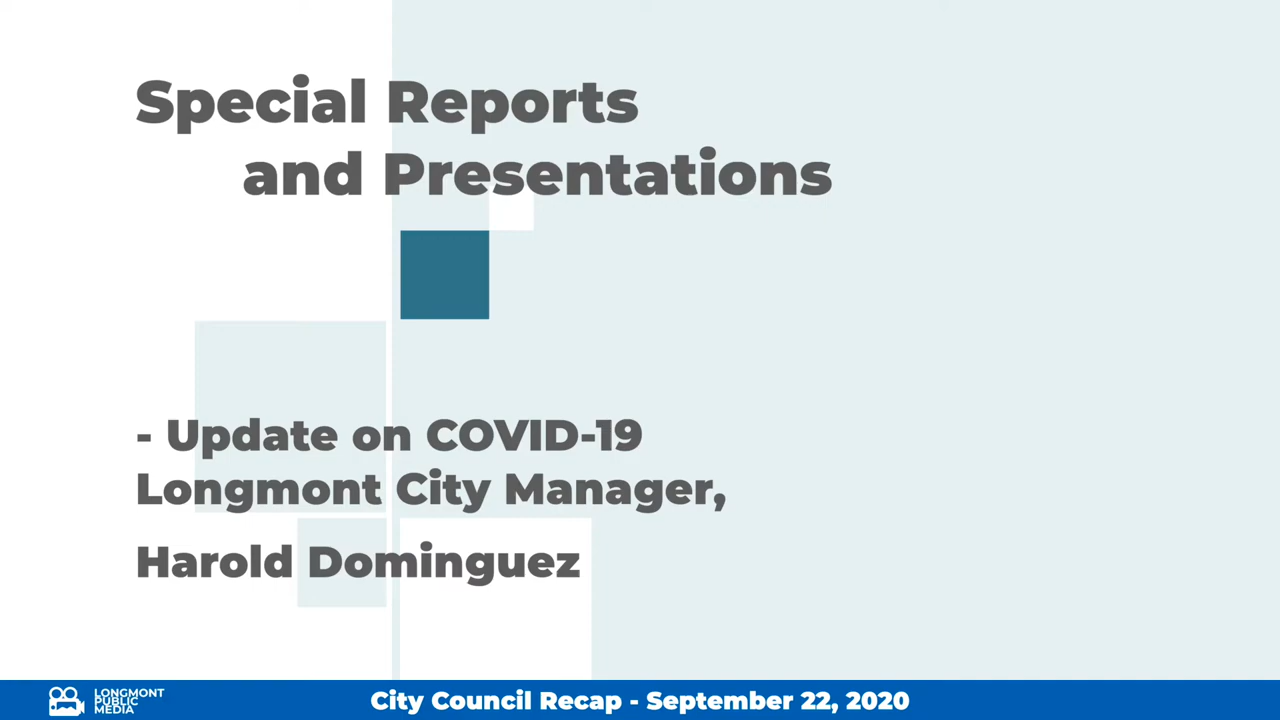 Special Reports
and Presentations
- Update on COVID-19
Longmont City Manager,
Harold Dominguez
LONGMONT
PUBLIC
MEDIA
City Council Recap - September 22, 2020